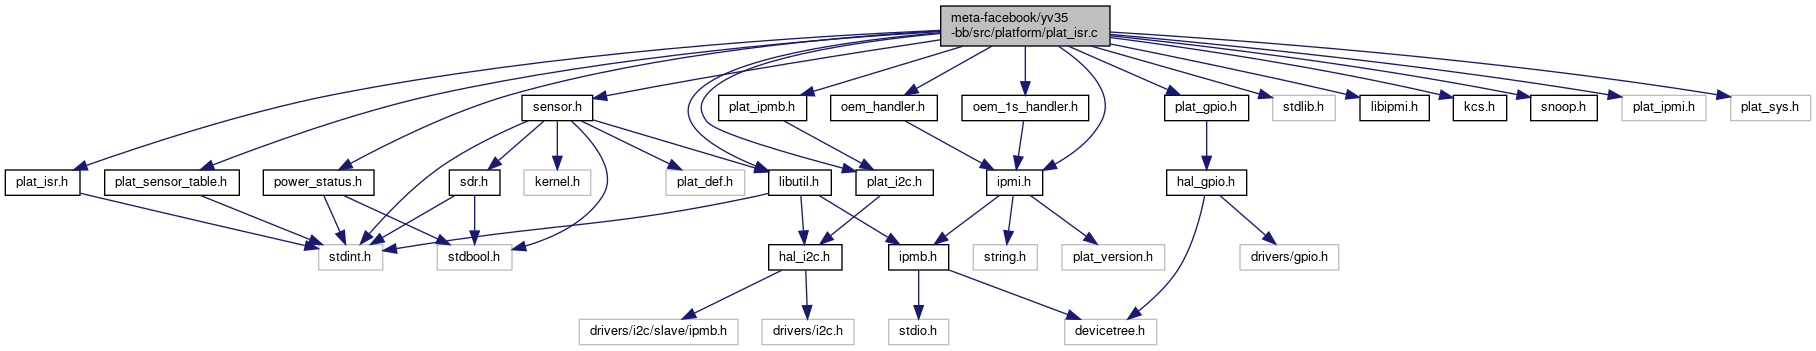 meta-facebook/yv35
-bb/src/platform/plat_isr.c
sensor.h
plat_ipmb.h
oem_handler.h
oem_1s_handler.h
plat_gpio.h
stdlib.h
libipmi.h
kcs.h
snoop.h
plat_ipmi.h
plat_sys.h
plat_isr.h
plat_sensor_table.h
power_status.h
sdr.h
kernel.h
plat_def.h
libutil.h
plat_i2c.h
ipmi.h
hal_gpio.h
stdint.h
stdbool.h
hal_i2c.h
ipmb.h
string.h
plat_version.h
drivers/gpio.h
drivers/i2c/slave/ipmb.h
drivers/i2c.h
stdio.h
devicetree.h